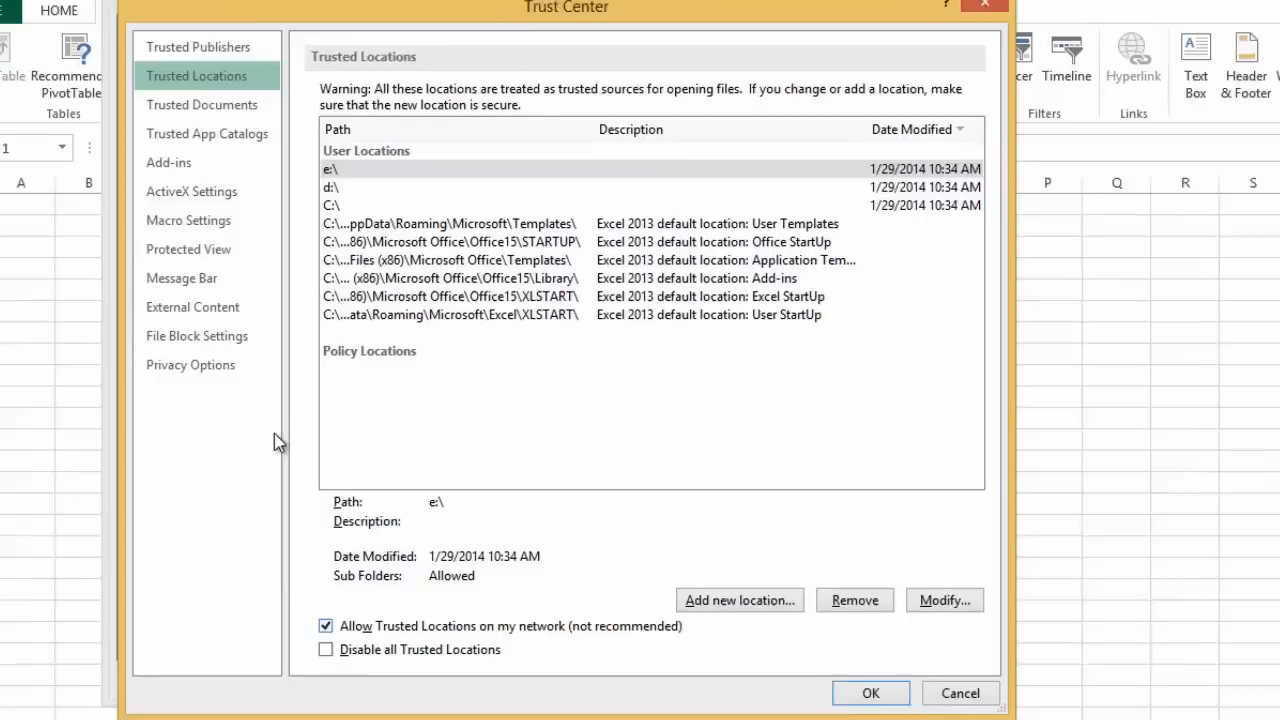 Trust Center
?
HOME
Table
Recommend
PivotTable
Tables
Timeline
Filters
Hyperlink
Links
Text
Box
Header
& Footer
1
A B P Q R S
Trusted Publishers
Trusted Locations
Trusted Documents
Trusted App Catalogs
Add-ins
ActiveX Settings
Macro Settings
Protected View
Message Bar
External Content
File Block Settings
Privacy Options
Trusted Locations
Warning: All these locations are treated as trusted sources for opening files. If you change or add a location, make
sure that the new location is secure.
Path Description Date Modified
User Locations
e:\ 1/29/2014 10:34 AM
d:\ 1/29/2014 10:34 AM
C:\ 1/29/2014 10:34 AM
C:\...ppData\Roaming\Microsoft\Templates\ Excel 2013 default location: User Templates
C:\...86)\Microsoft Office\Office15\STARTUP\ Excel 2013 default location: Office StartUp
C:\...Files (x86)\Microsoft Office\Templates\ Excel 2013 default location: Application Tem...
C:\... (x86)\Microsoft Office\Office15\Library\ Excel 2013 default location: Add-ins
C:\...86)\Microsoft Office\Office15\XLSTART\ Excel 2013 default location: Excel StartUp
C:\...ata\Roaming\Microsoft\Excel\XLSTART\ Excel 2013 default location: User StartUp
Policy Locations
Path: e:\
Description:
Date Modified: 1/29/2014 10:34 AM
Sub Folders: Allowed
Add new location... Remove Modify...
Allow Trusted Locations on my network (not recommended)
Disable all Trusted Locations
OK Cancel